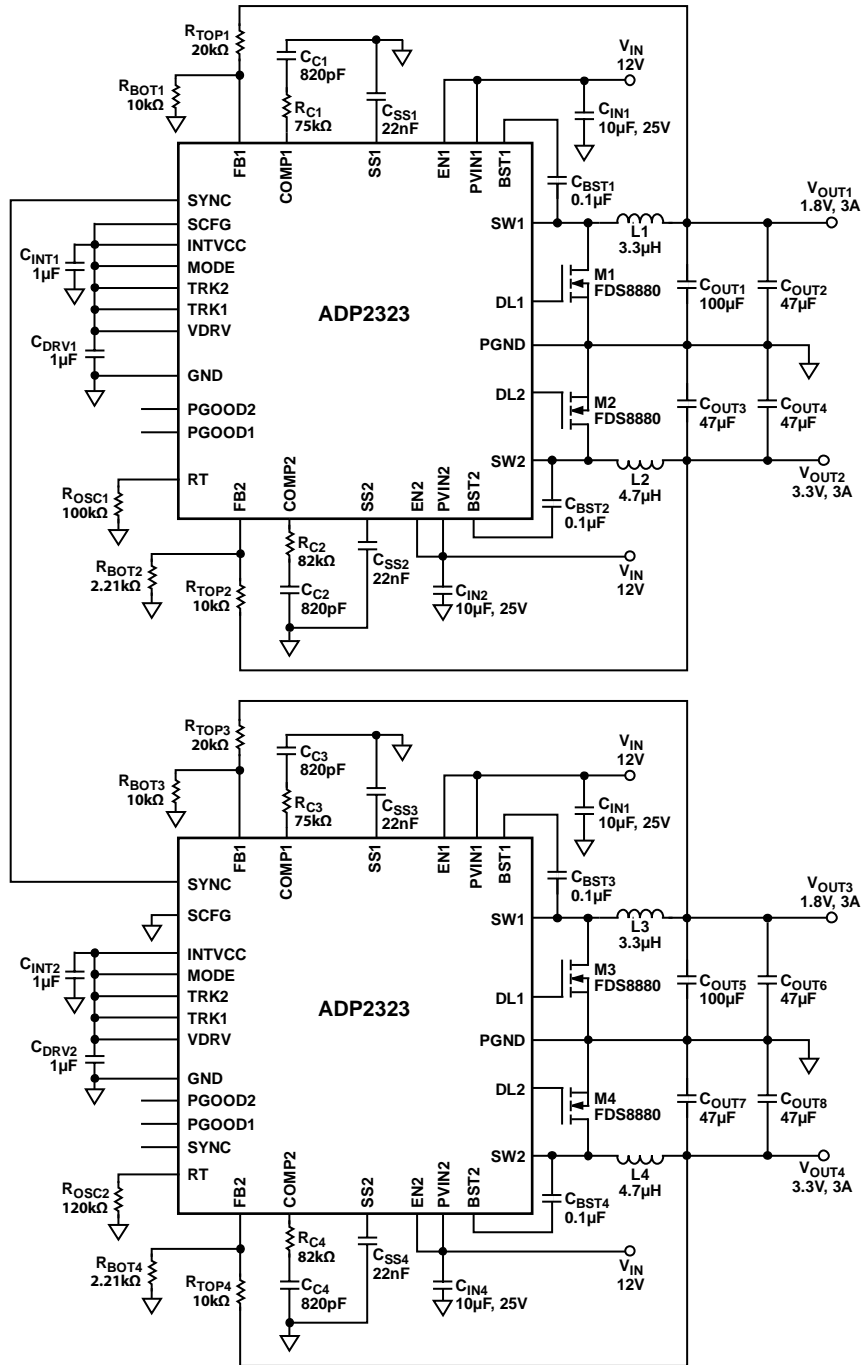 RTOP1
20kΩ
CC1
820pF
VIN
12V
RBOT1
10kΩ
RC1
75kΩ
CSS1
22nF
CIN1
10µF, 25V
FB1
COMP1
SS1
EN1
PVIN1
BST1
CBST1
0.1µF
SYNC
SCFG
INTVCC
MODE
TRK2
TRK1
VDRV
GND
PGOOD2
PGOOD1
RT
CINT1
1µF
CDRV1
1µF
ADP2323
SW1
DL1
PGND
DL2
SW2
L1
3.3µH
VOUT1
1.8V, 3A
M1
FDS8880
COUT1
100µF
COUT2
47µF
M2
FDS8880
COUT3
47µF
COUT4
47µF
L2
4.7µH
VOUT2
3.3V, 3A
ROSC1
100kΩ
FB2
COMP2
SS2
EN2
PVIN2
BST2
CBST2
0.1µF
RBOT2
2.21kΩ
RTOP2
10kΩ
RC2
82kΩ
CC2
820pF
CSS2
22nF
CIN2
10µF, 25V
VIN
12V
RTOP3
20kΩ
CC3
820pF
VIN
12V
RBOT3
10kΩ
RC3
75kΩ
CSS3
22nF
CIN1
10µF, 25V
FB1
COMP1
SS1
EN1
PVIN1
BST1
CBST3
0.1µF
SYNC
SCFG
INTVCC
MODE
TRK2
TRK1
VDRV
GND
PGOOD2
PGOOD1
SYNC
RT
CINT2
1µF
CDRV2
1µF
ADP2323
SW1
DL1
PGND
DL2
SW2
L3
3.3µH
VOUT3
1.8V, 3A
M3
FDS8880
COUT5
100µF
COUT6
47µF
M4
FDS8880
COUT7
47µF
COUT8
47µF
L4
4.7µH
VOUT4
3.3V, 3A
ROSC2
120kΩ
FB2
COMP2
SS2
EN2
PVIN2
BST2
CBST4
0.1µF
RBOT4
2.21kΩ
RTOP4
10kΩ
RC4
82kΩ
CC4
820pF
CSS4
22nF
CIN4
10µF, 25V
VIN
12V